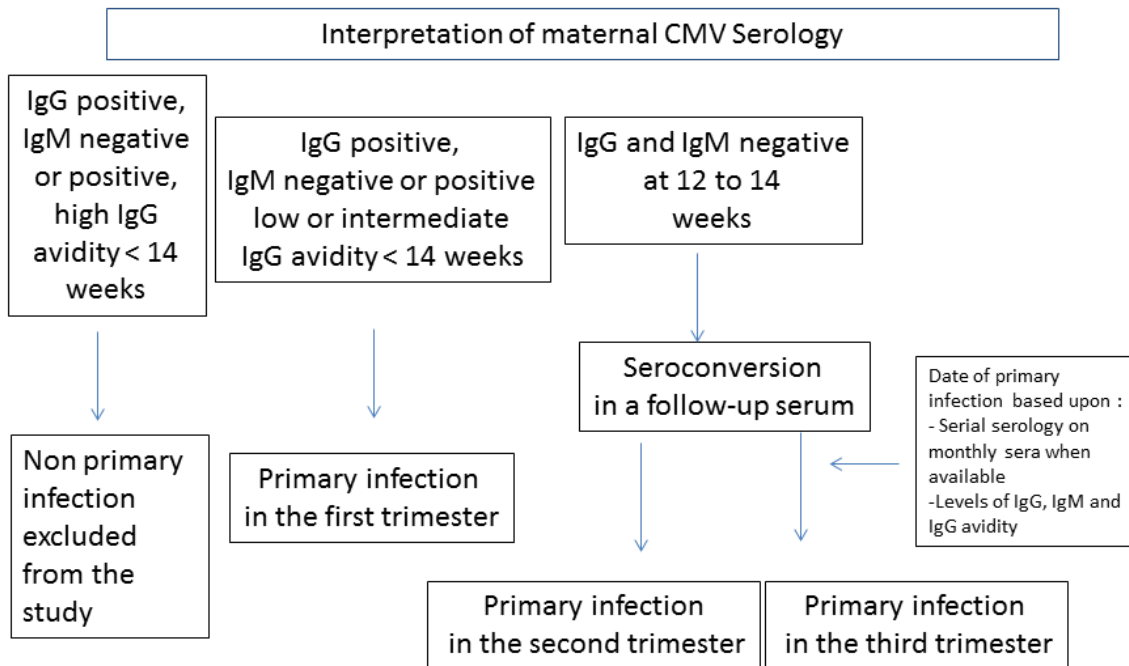 Interpretation of maternal CMV Serology
IgG positive,
IgM negative
or positive,
high IgG
avidity < 14
weeks
IgG positive,
IgM negative or positive
low or intermediate
IgG avidity < 14 weeks
IgG and IgM negative
at 12 to 14
weeks
Seroconversion
in a follow-up serum
Date of primary
infection based upon :
- Serial serology on
monthly sera when
available
-Levels of IgG, IgM and
IgG avidity
Non primary
infection
excluded
from the
study
Primary infection
in the first trimester
Primary infection
in the second trimester
Primary infection
in the third trimester